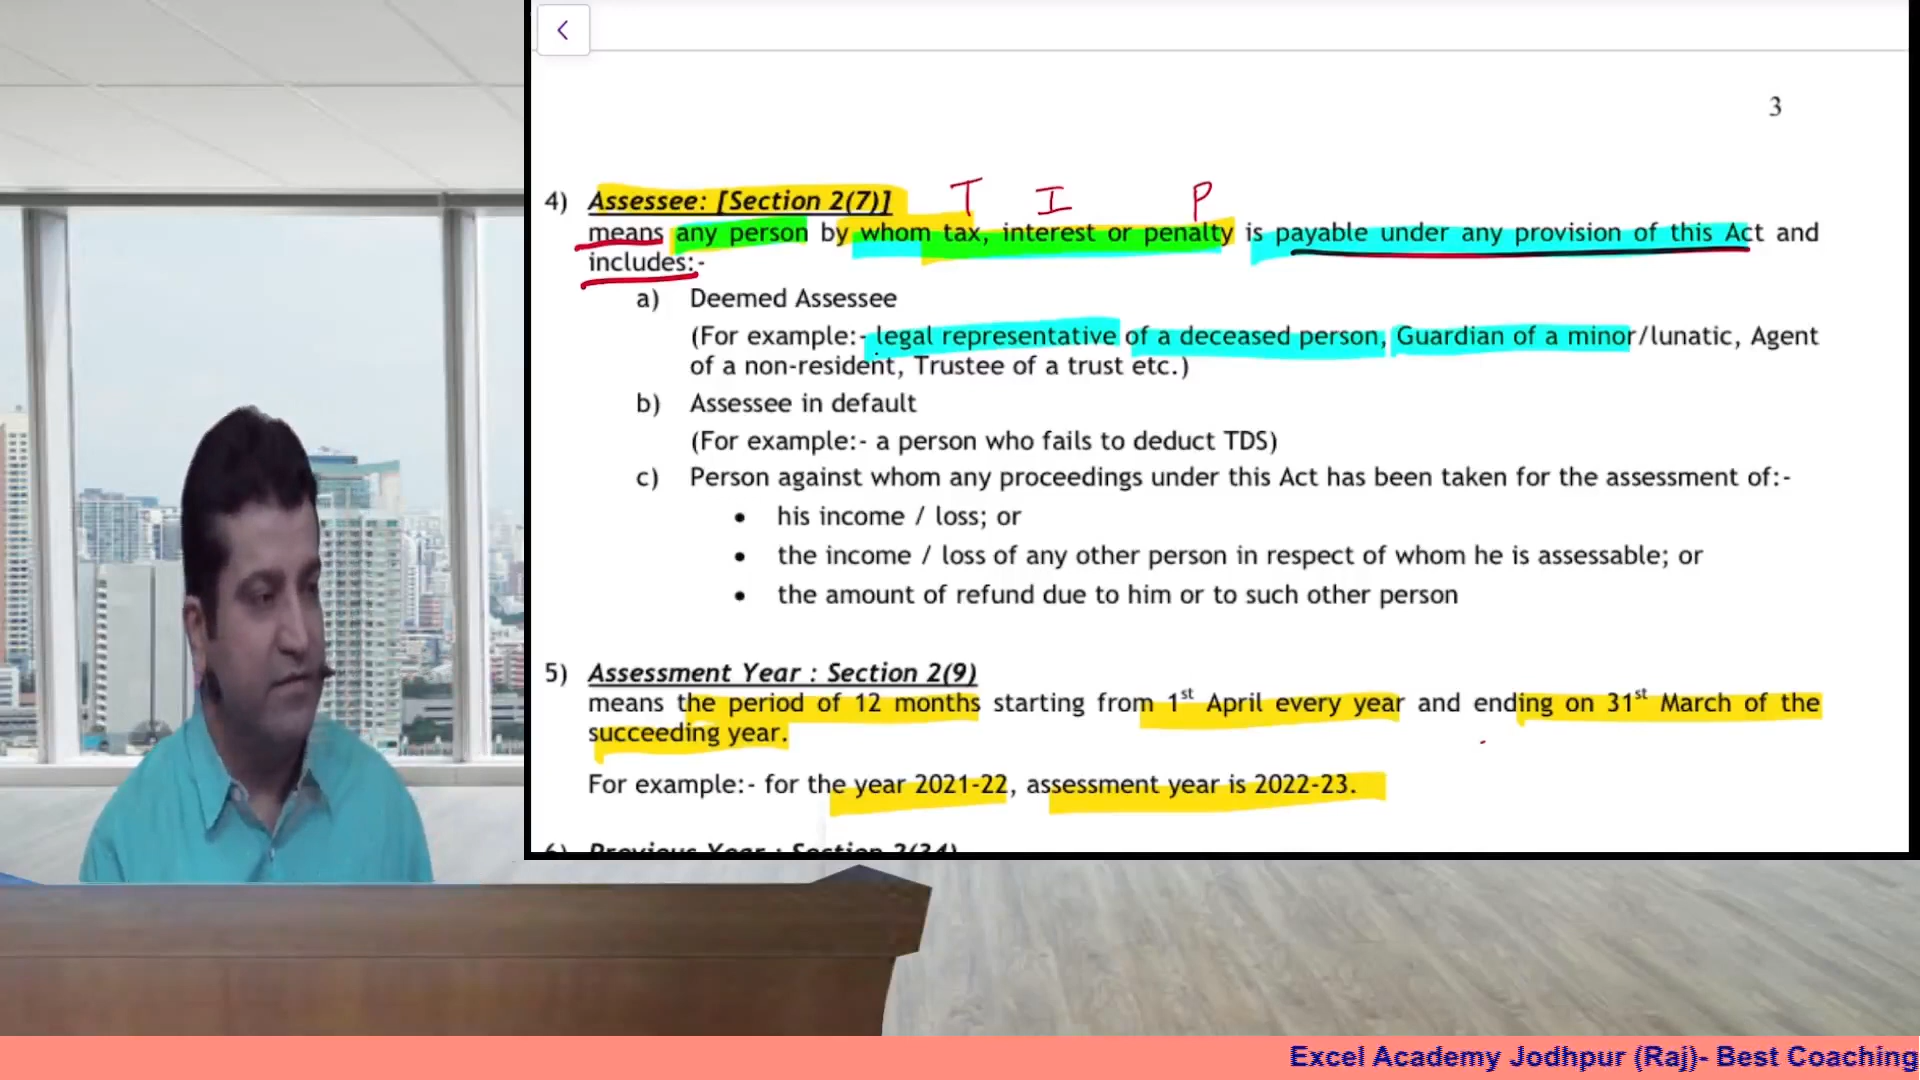 3
T I P
4) Assessee: [Section 2(7)]
means any person by whom tax, interest or penalty is payable under any provision of this Act and
includes:-
a) Deemed Assessee
(For example:- legal representative of a deceased person, Guardian of a minor/lunatic, Agent
of a non-resident, Trustee of a trust etc.)
b) Assessee in default
(For example:- a person who fails to deduct TDS)
c) Person against whom any proceedings under this Act has been taken for the assessment of:-
• his income / loss; or
• the income / loss of any other person in respect of whom he is assessable; or
• the amount of refund due to him or to such other person
5) Assessment Year : Section 2(9)
means the period of 12 months starting from 1st April every year and ending on 31st March of the
succeeding year.
For example:- for the year 2021-22, assessment year is 2022-23.
6) Previous Year : Section 2(34)
Excel Academy Jodhpur (Raj)- Best Coaching